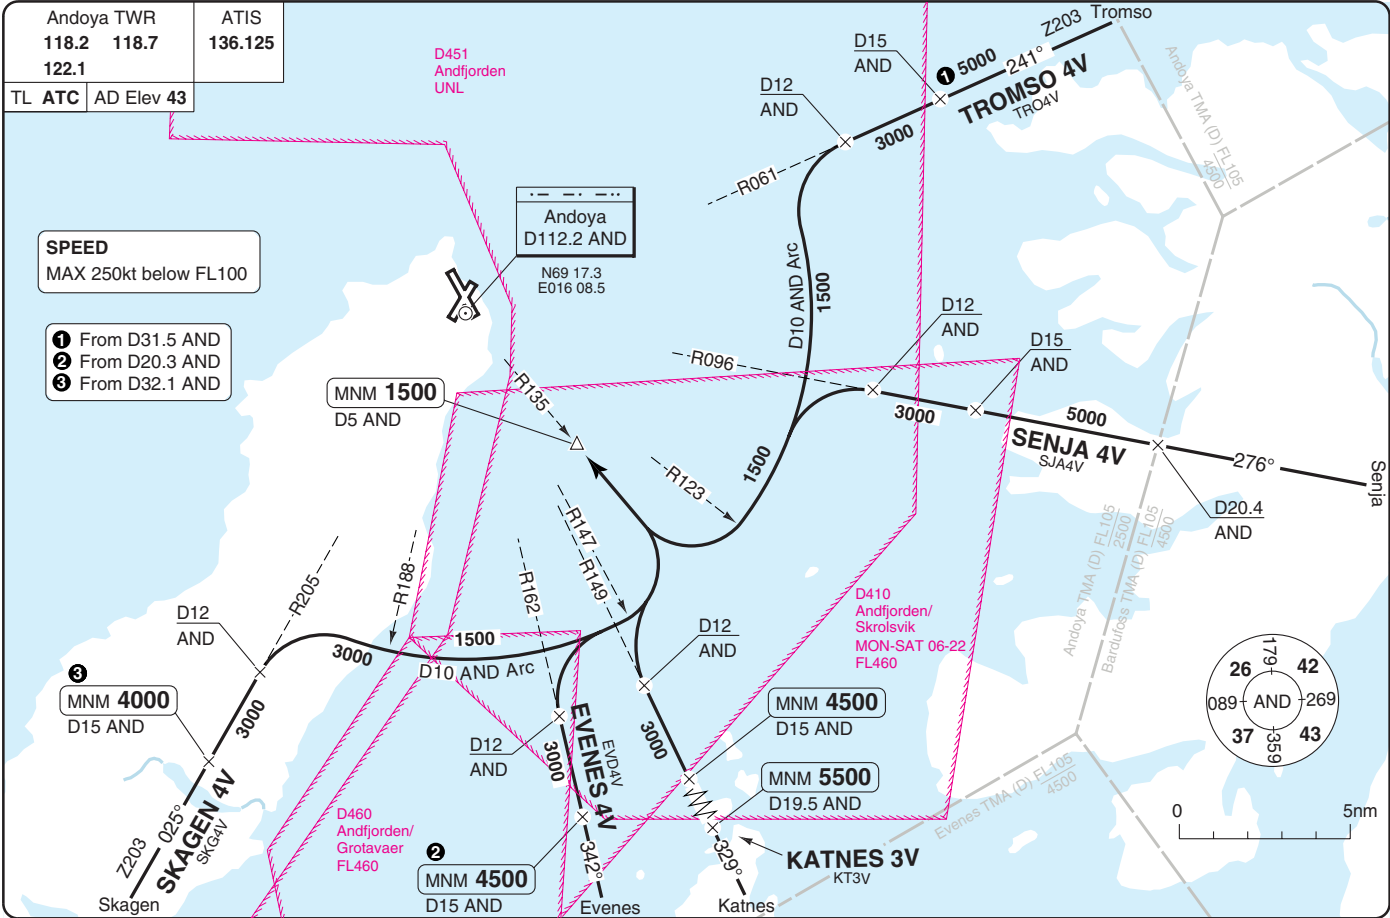 Andoya TWR
118.2 118.7
122.1
ATIS
136.125
TL ATC
AD Elev 43
D451
Andfjorden
UNL
SPEED
MAX 250kt below FL100
1 From D31.5 AND
2 From D20.3 AND
3 From D32.1 AND
Andoya
D112.2 AND
N69 17.3
E016 08.5
D15
AND
D12
AND
1 5000
241°
Z203
Tromso
TROMSO 4V
TRO4V
3000
R061
D10 AND Arc
1500
Andoya TMA (D) FL105
4500
D12
AND
D15
AND
R096
3000
5000
SENJA 4V
SJA4V
276°
Senja
D20.4
AND
MNM 1500
D5 AND
R135
R123
1500
R147
R149
R162
R188
R205
D12
AND
3000
1500
D10 AND Arc
3
MNM 4000
D15 AND
3000
025°
Z203
SKAGEN 4V
SKG4V
Skagen
D12
AND
3000
EVENES 4V
EVD4V
342°
Evenes
2
MNM 4500
D15 AND
D460
Andfjorden/
Grotavaer
FL460
D12
AND
3000
MNM 4500
D15 AND
MNM 5500
D19.5 AND
KATNES 3V
KT3V
329°
Katnes
D410
Andfjorden/
Skrolsvik
MON-SAT 06-22
FL460
Andoya TMA (D) FL105
2500
Bardufoss TMA (D) FL105
4500
Evenes TMA (D) FL105
4500
179
26
42
089
AND
269
37
43
359
0
5nm